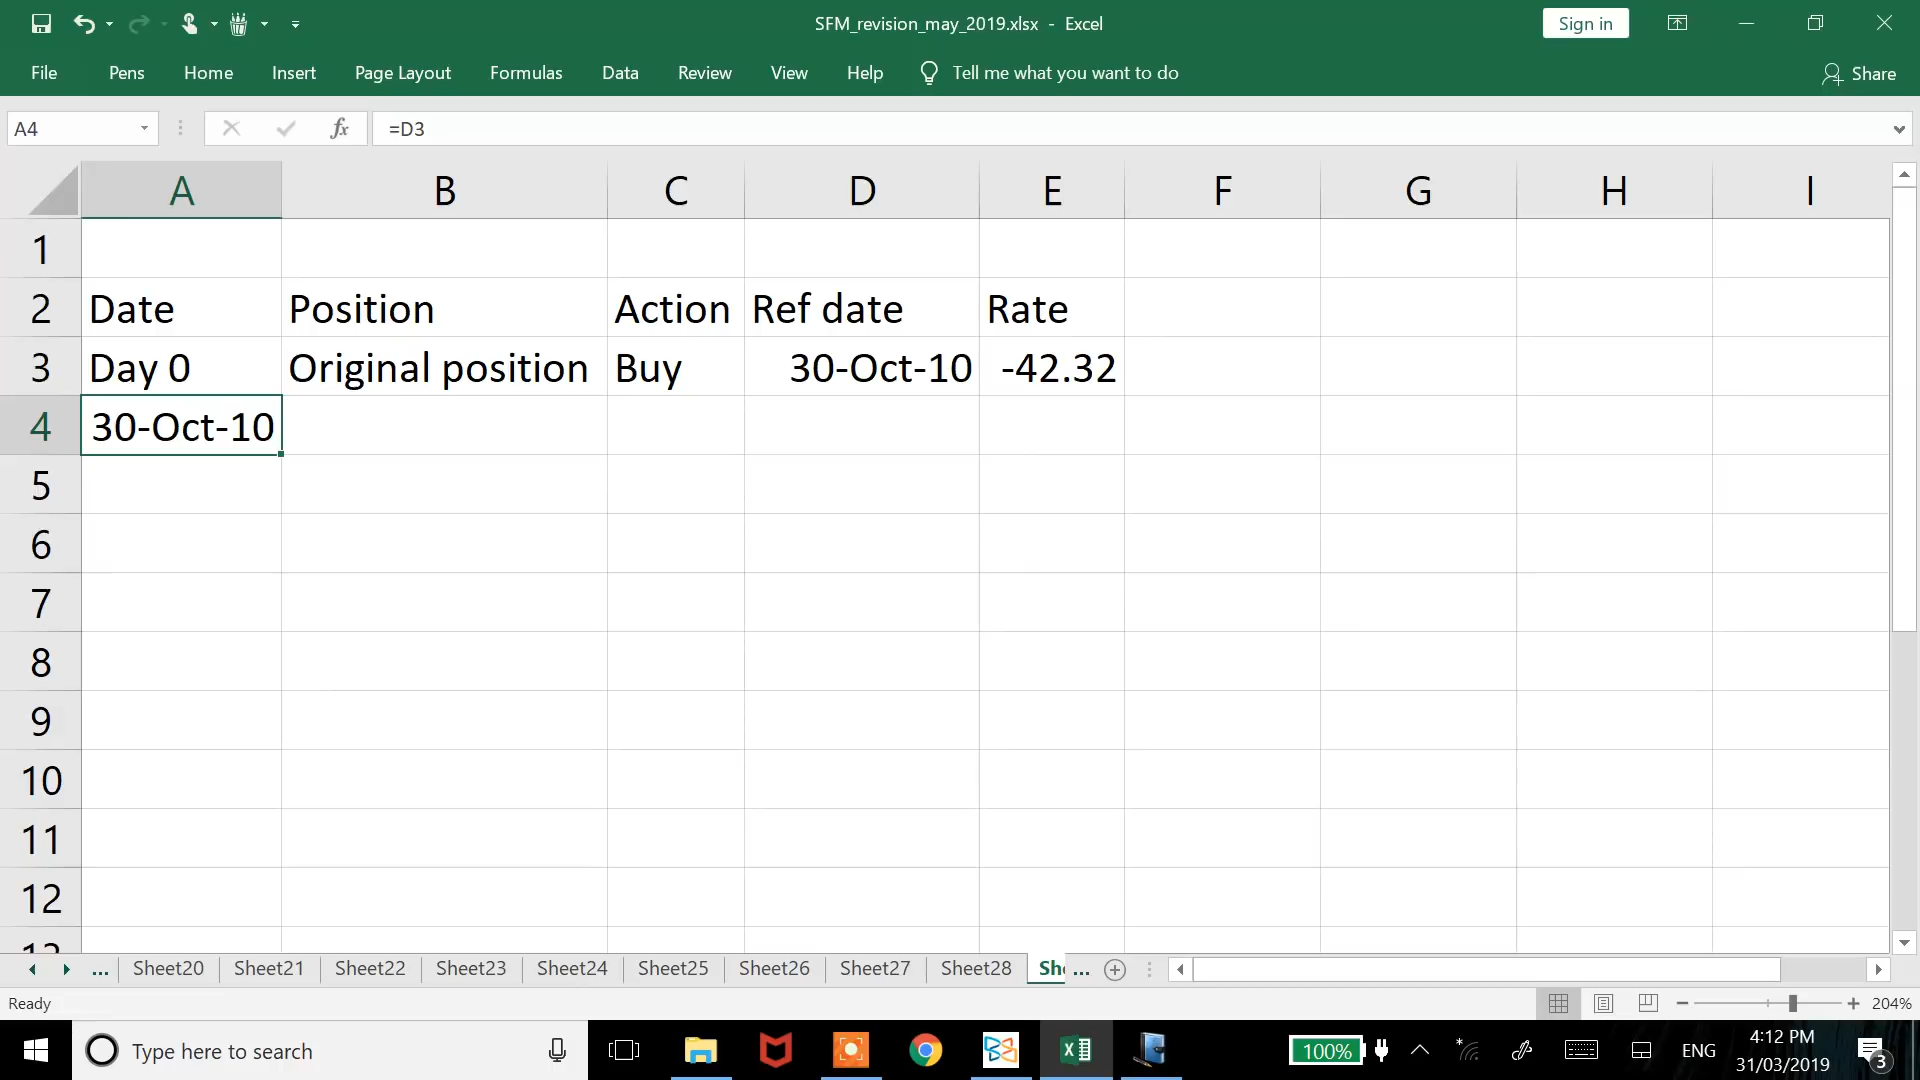 SFM_revision_may_2019.xlsx - Excel
Sign in
File Pens Home Insert Page Layout Formulas Data Review View Help Tell me what you want to do Share
A4 fx =D3
A B C D E F G H I
1
2 Date Position Action Ref date Rate
3 Day 0 Original position Buy 30-Oct-10 -42.32
4 30-Oct-10
5
6
7
8
9
10
11
12
... Sheet20 Sheet21 Sheet22 Sheet23 Sheet24 Sheet25 Sheet26 Sheet27 Sheet28 She ...
Ready 204%
Type here to search 100% ENG 4:12 PM
31/03/2019 3